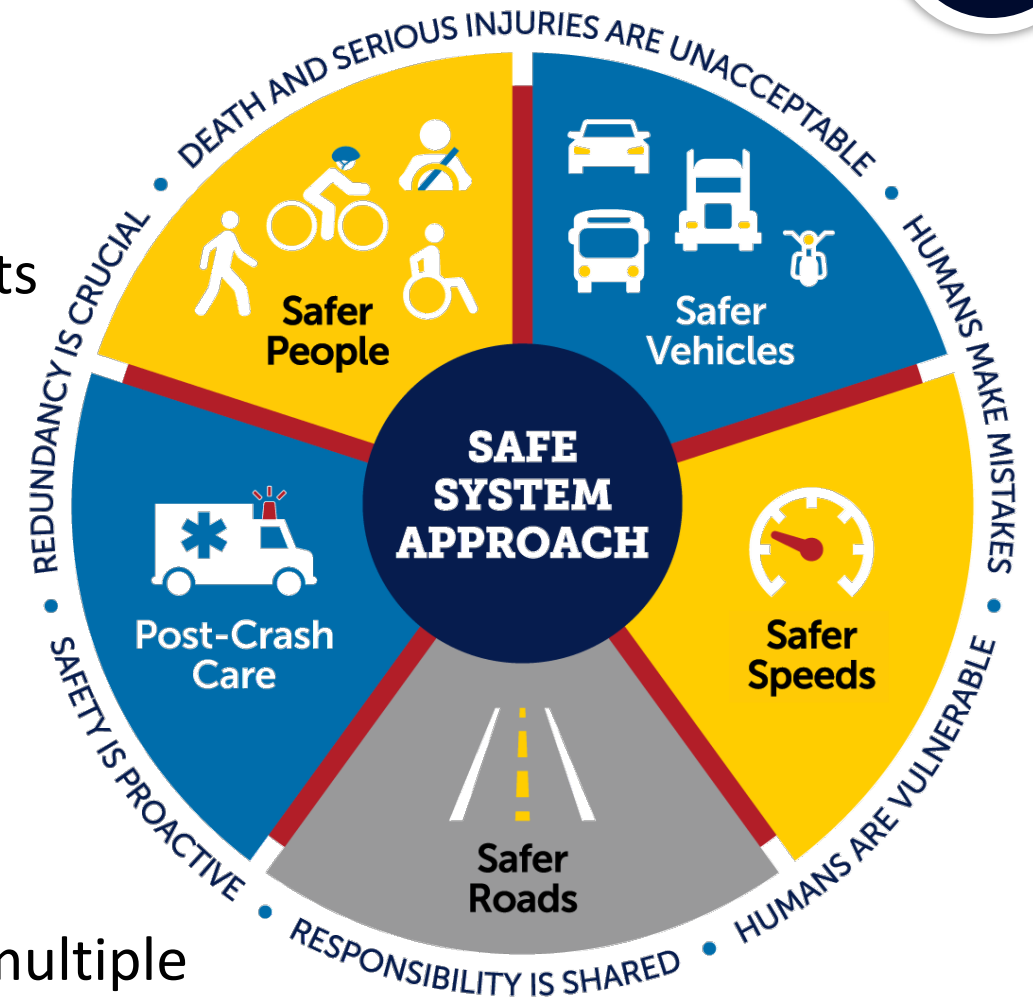 DEATH AND SERIOUS INJURIES ARE UNACCEPTABLE
HUMANS MAKE MISTAKES
HUMANS ARE VULNERABLE
RESPONSIBILITY IS SHARED
SAFETY IS PROACTIVE
REDUNDANCY IS CRUCIAL
Safer
People
Safer
Vehicles
SAFE
SYSTEM
APPROACH
Post-Crash
Care
Safer
Speeds
Safer
Roads
ts
multiple